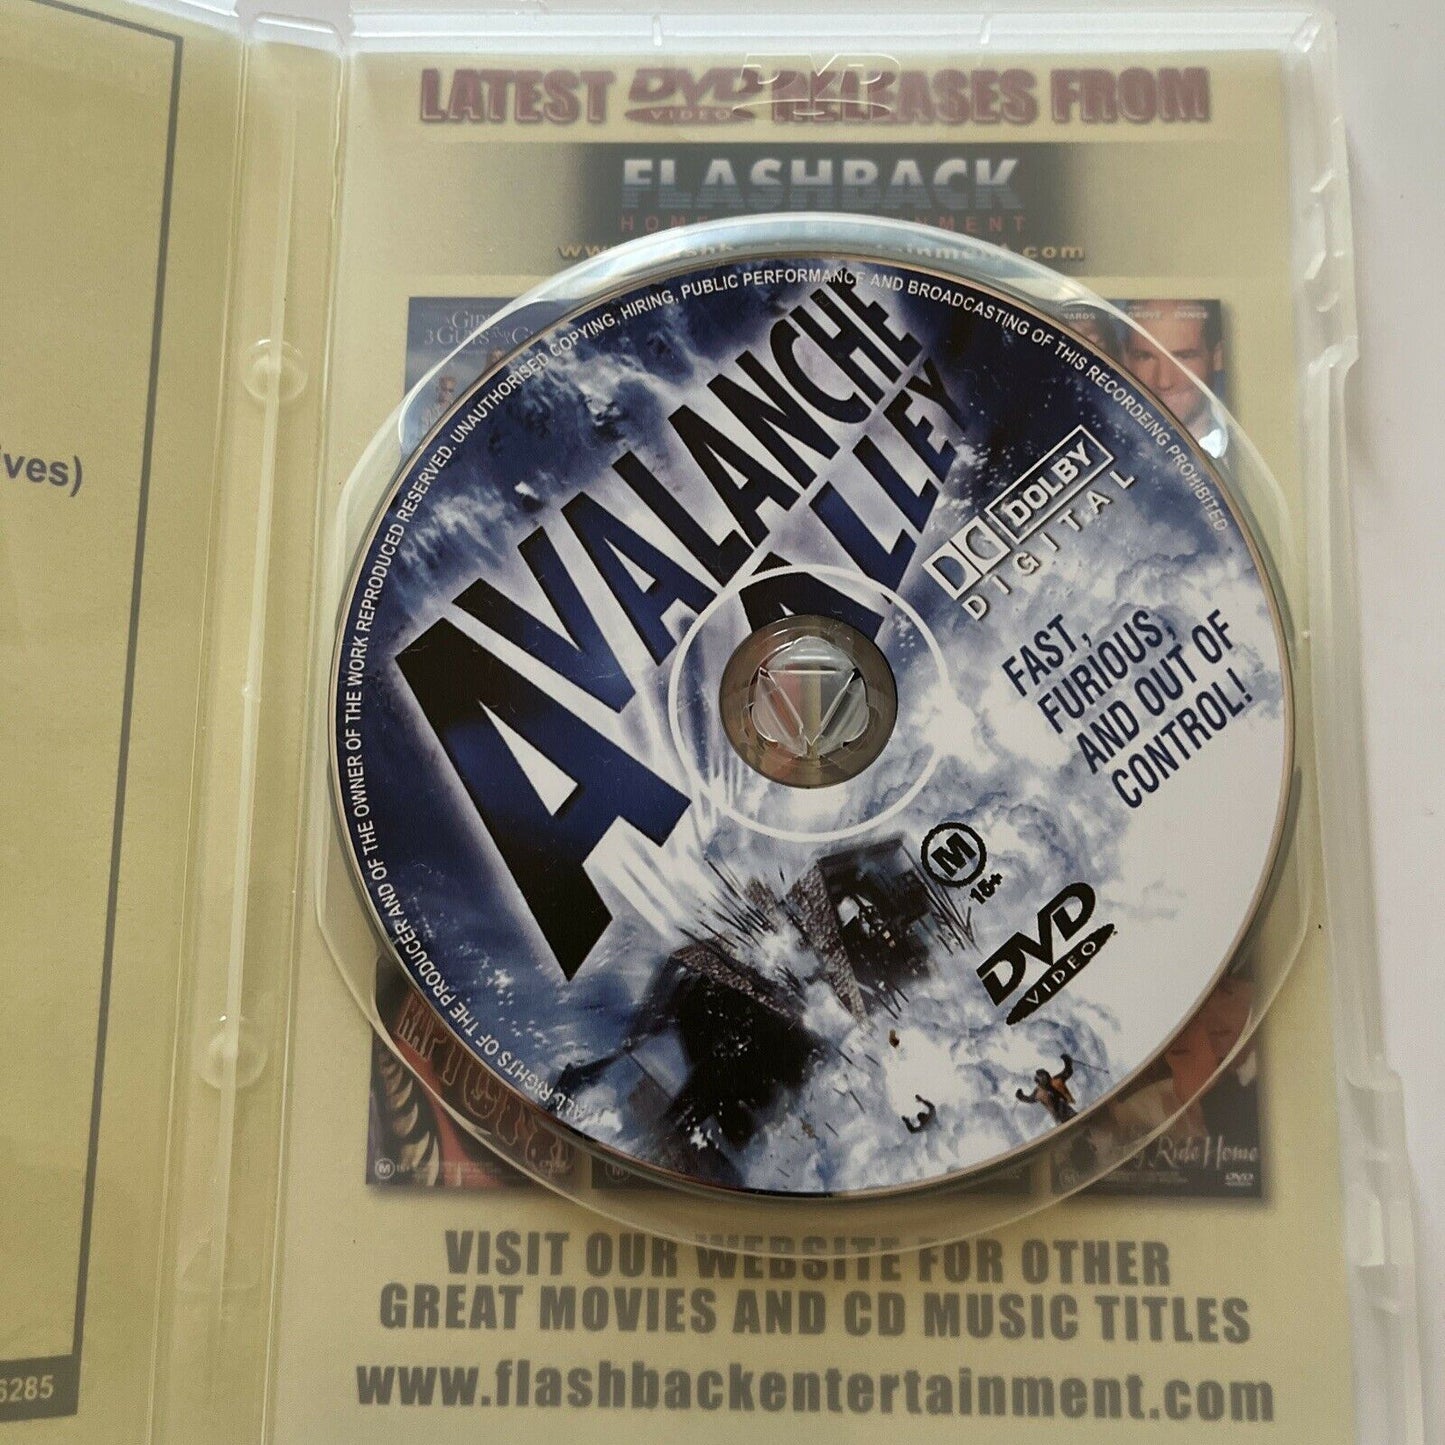 LATEST DVD VIDEO RELEASES FROM
FLASHBACK
ves)
AVALANCHE
ALLEY
DOLBY
DIGITAL
FAST,
FURIOUS,
AND OUT OF
CONTROL!
M
15+
DVD
VIDEO
ALL RIGHTS OF THE PRODUCER AND OF THE OWNER OF THE WORK REPRODUCED RESERVED. UNAUTHORISED COPYING, HIRING, PUBLIC PERFORMANCE AND BROADCASTING OF THIS RECORDEING PROHIBITED
Ride Home
DVD
VISIT OUR WEBSITE FOR OTHER
GREAT MOVIES AND CD MUSIC TITLES
www.flashbackentertainment.com
6285